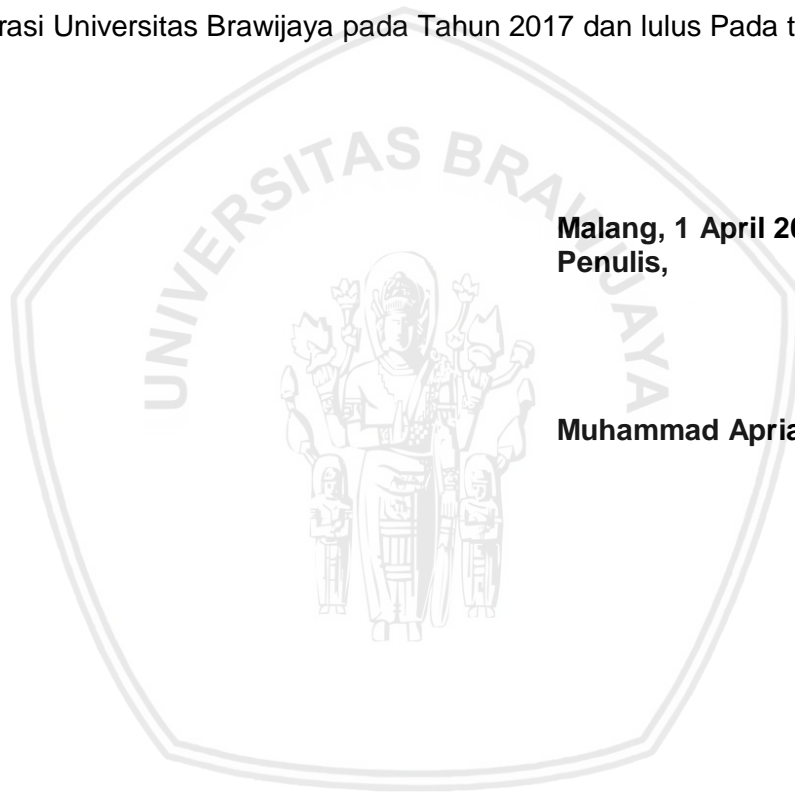 rasi Universitas Brawijaya pada Tahun 2017 dan lulus Pada t
UNIVERSITAS BRAWIJAYA
Malang, 1 April 20
Penulis,
Muhammad Apria